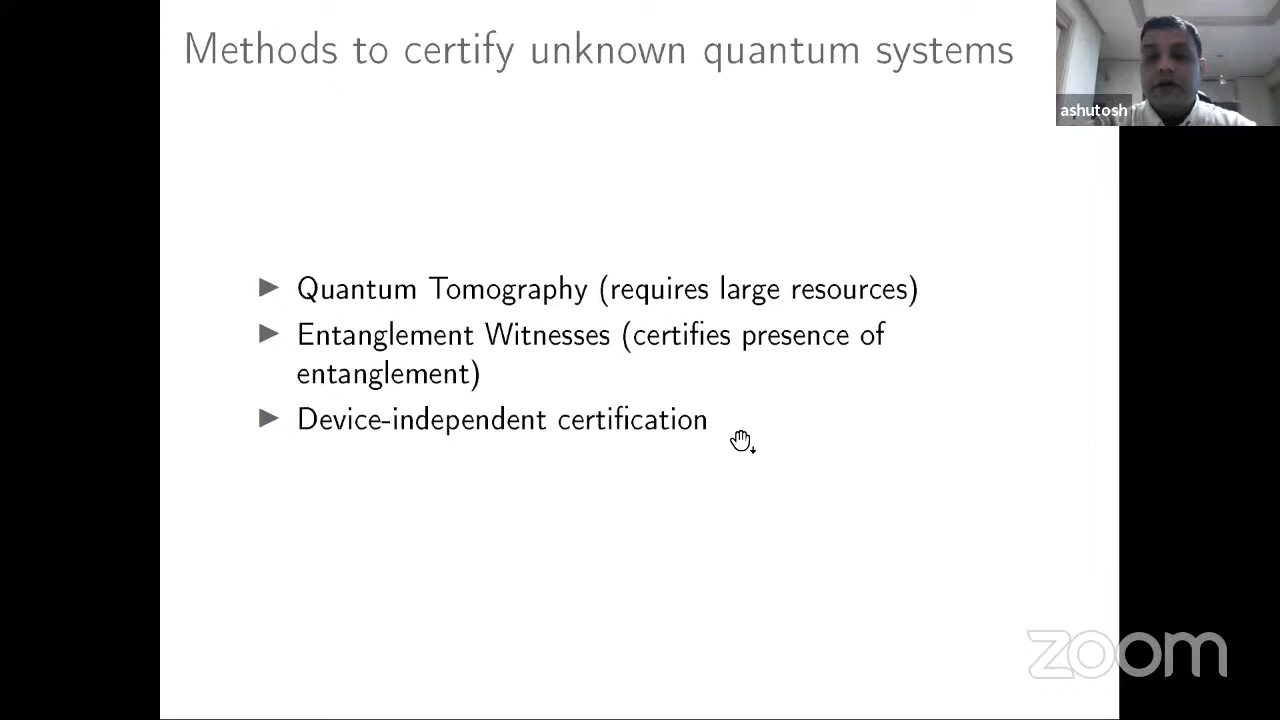 Methods to certify unknown quantum systems
ashutosh
▶ Quantum Tomography (requires large resources)
▶ Entanglement Witnesses (certifies presence of
entanglement)
▶ Device-independent certification
zoom